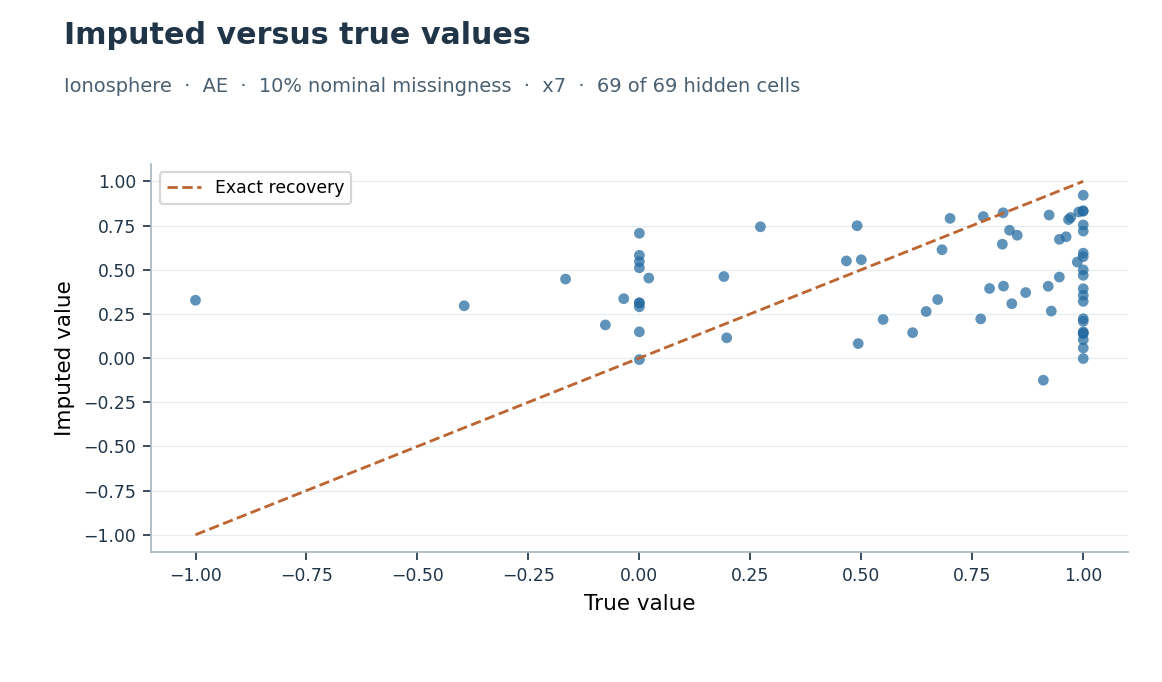 Imputed versus true values
Ionosphere · AE · 10% nominal missingness · x7 · 69 of 69 hidden cells
Exact recovery
Imputed value
1.00
0.75
0.50
0.25
0.00
−0.25
−0.50
−0.75
−1.00
−1.00 −0.75 −0.50 −0.25 0.00 0.25 0.50 0.75 1.00
True value